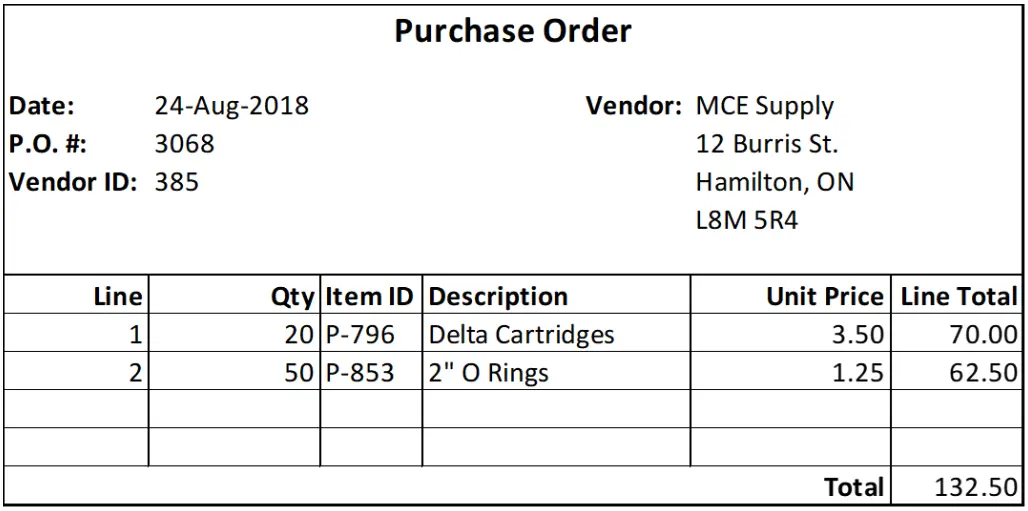 Purchase Order
Date: 24-Aug-2018 Vendor: MCE Supply
P.O. #: 3068 12 Burris St.
Vendor ID: 385 Hamilton, ON
L8M 5R4
Line Qty Item ID Description Unit Price Line Total
1 20 P-796 Delta Cartridges 3.50 70.00
2 50 P-853 2" O Rings 1.25 62.50
Total 132.50